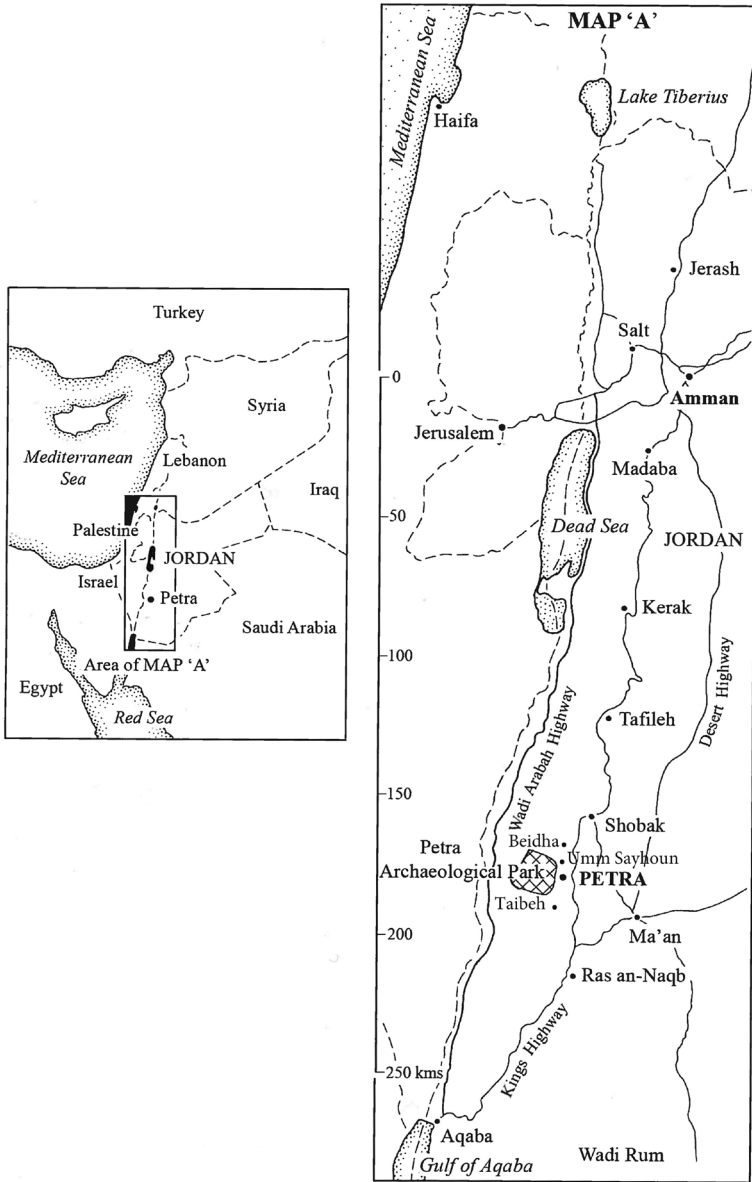 Turkey
Syria
Mediterranean
Sea
Lebanon
Iraq
Palestine
JORDAN
Israel
Petra
Saudi Arabia
Area of MAP ‘A’
Egypt
Red Sea
MAP ‘A’
Mediterranean Sea
Lake Tiberius
Haifa
Jerash
Salt
0
Amman
Jerusalem
Madaba
50
Dead Sea
JORDAN
Kerak
100
Desert Highway
Tafileh
Wadi Arabah Highway
150
Shobak
Beidha
Petra
Umm Sayhoun
Archaeological Park
PETRA
Taibeh
200
Ma’an
Ras an-Naqb
Kings Highway
250 kms
Aqaba
Wadi Rum
Gulf of Aqaba